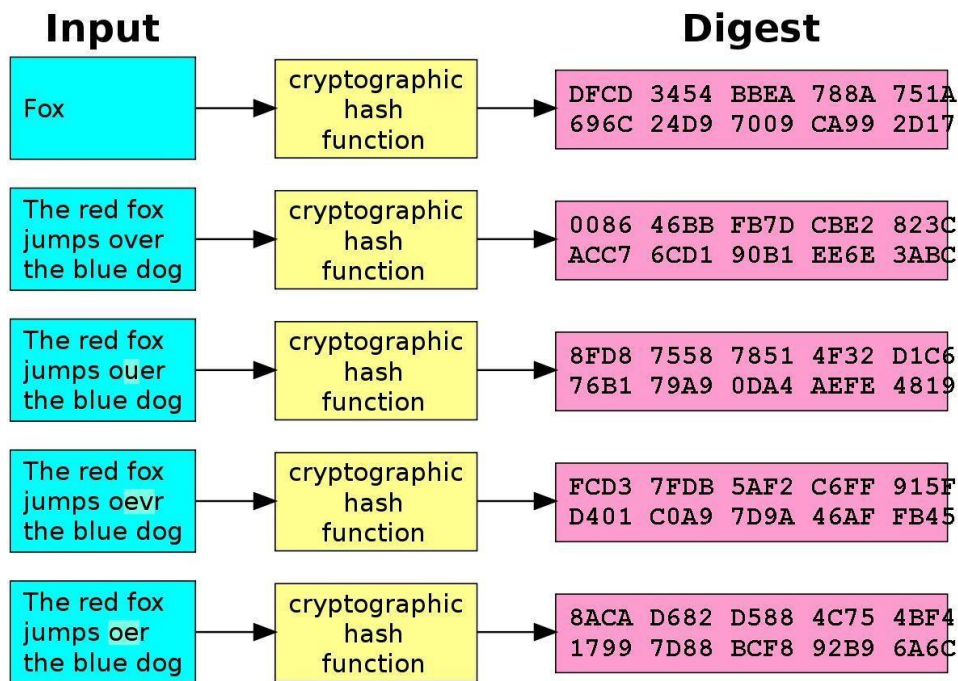 Input
Digest
Fox
cryptographic
hash
function
DFCD 3454 BBEA 788A 751A
696C 24D9 7009 CA99 2D17
The red fox
jumps over
the blue dog
cryptographic
hash
function
0086 46BB FB7D CBE2 823C
ACC7 6CD1 90B1 EE6E 3ABC
The red fox
jumps ouer
the blue dog
cryptographic
hash
function
8FD8 7558 7851 4F32 D1C6
76B1 79A9 0DA4 AEFE 4819
The red fox
jumps oevr
the blue dog
cryptographic
hash
function
FCD3 7FDB 5AF2 C6FF 915F
D401 C0A9 7D9A 46AF FB45
The red fox
jumps oer
the blue dog
cryptographic
hash
function
8ACA D682 D588 4C75 4BF4
1799 7D88 BCF8 92B9 6A6C